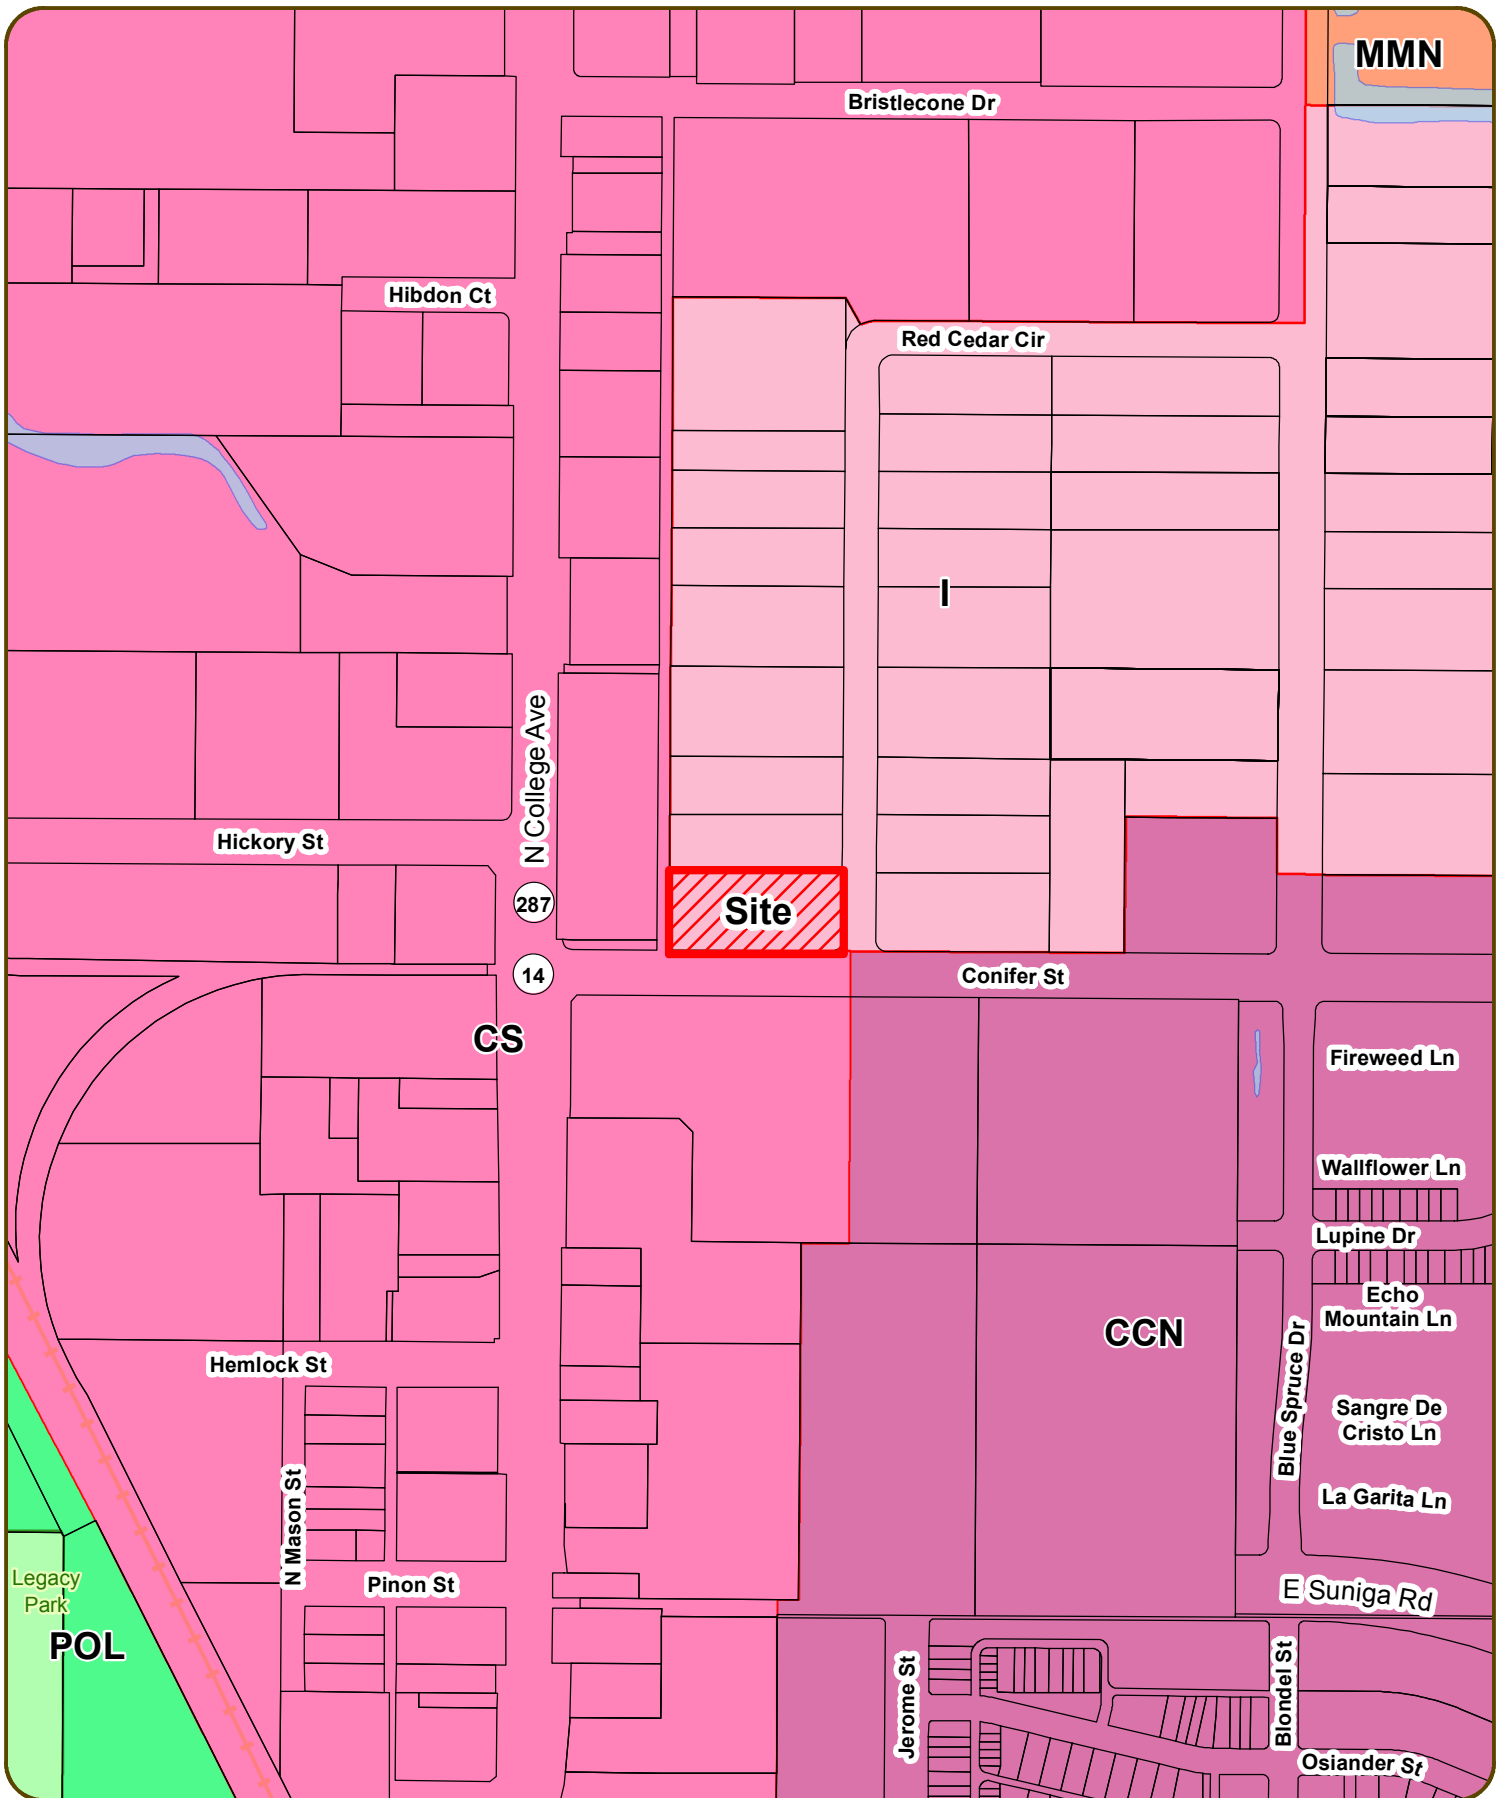 MMN
Bristlecone Dr
Hibdon Ct
Red Cedar Cir
I
N College Ave
Hickory St
287
Site
14
Conifer St
CS
Fireweed Ln
Wallflower Ln
Lupine Dr
Echo
Mountain Ln
CCN
Blue Spruce Dr
Hemlock St
Sangre De
Cristo Ln
N Mason St
La Garita Ln
Legacy
Park
Pinon St
E Suniga Rd
POL
Jerome St
Blondel St
Osiander St